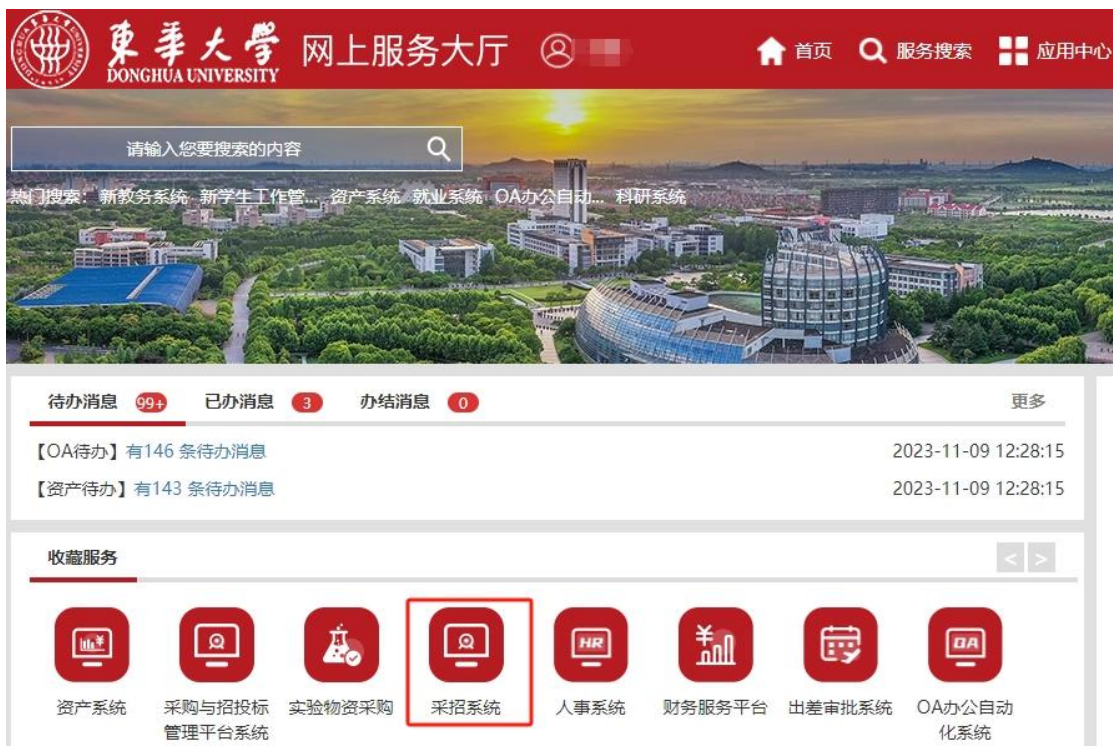 東華大學 网上服务大厅 首页 服务搜索 应用中心
DONGHUA UNIVERSITY
请输入您要搜索的内容
热门搜索: 新教务系统 新学生工作管... 资产系统 就业系统 OA办公自动... 科研系统
待办消息 99+ 已办消息 3 办结消息 0 更多
【OA待办】有146 条待办消息 2023-11-09 12:28:15
【资产待办】有143 条待办消息 2023-11-09 12:28:15
收藏服务 < >
HR OA
资产系统 采购与招投标 实验物资采购 采招系统 人事系统 财务服务平台 出差审批系统 OA办公自动
管理平台系统 化系统